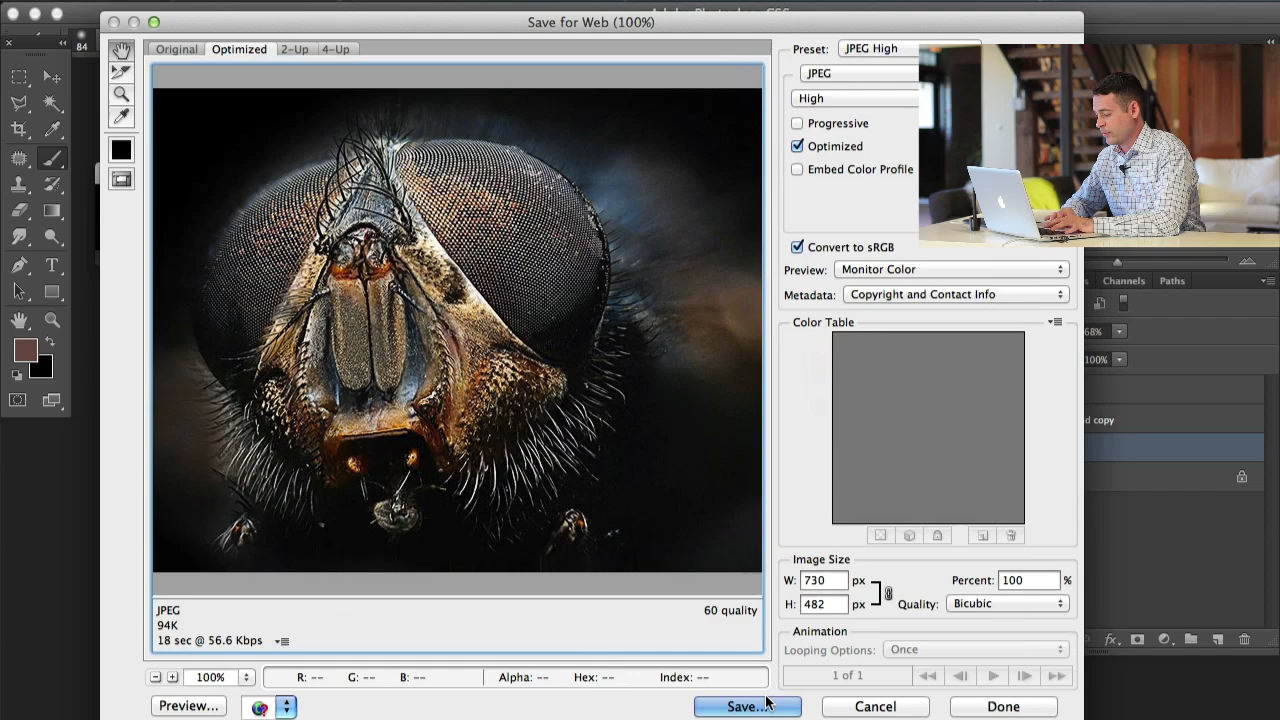 Save for Web (100%)
84
Original
Optimized
2-Up
4-Up
Preset: JPEG High
JPEG
High
Progressive
Optimized
Embed Color Profile
Convert to sRGB
Preview: Monitor Color
Metadata: Copyright and Contact Info
Color Table
Image Size
W: 730 px
Percent: 100 %
H: 482 px
Quality: Bicubic
Animation
Looping Options: Once
1 of 1
JPEG
60 quality
94K
18 sec @ 56.6 Kbps
100%
R: --
G: --
B: --
Alpha: --
Hex: --
Index: --
Preview...
Save...
Cancel
Done
Channels
Paths
68%
100%
d copy